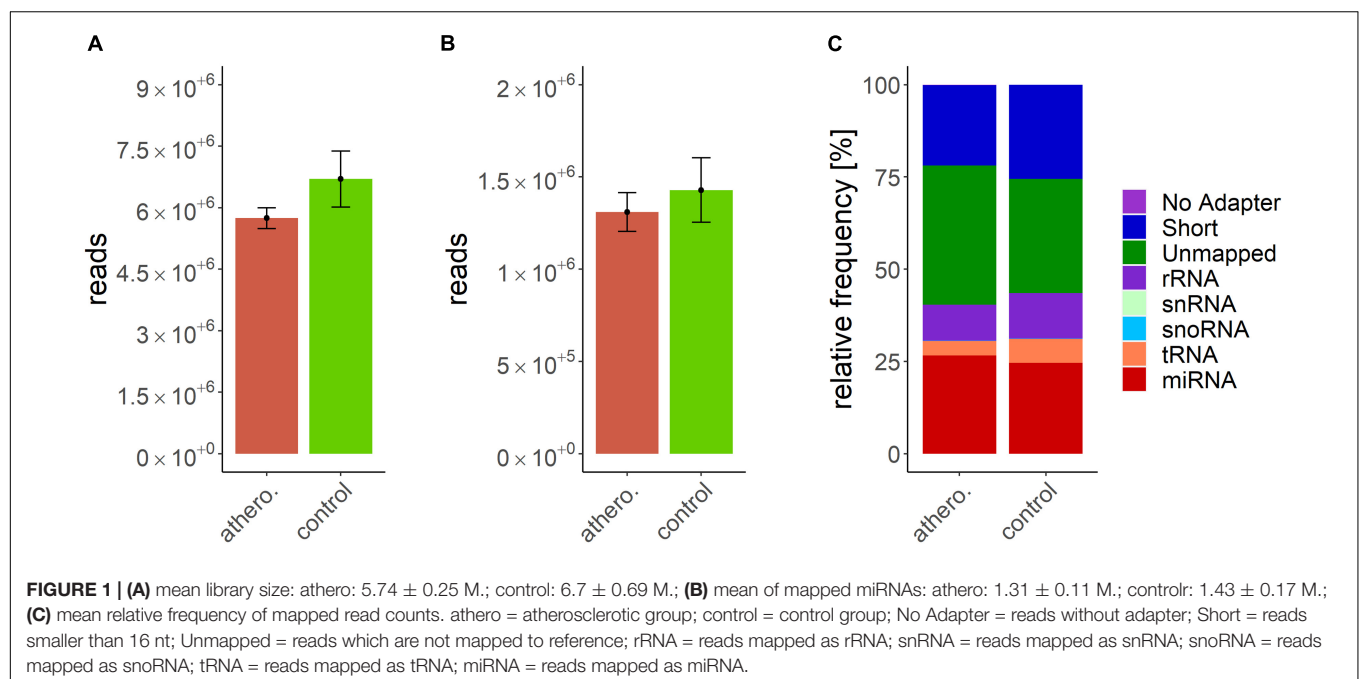 A
B
C
reads
9 × 10+6
7.5 × 10+6
6 × 10+6
4.5 × 10+6
3 × 10+6
1.5 × 10+6
0 × 10+0
athero.
control
reads
2 × 10+6
1.5 × 10+6
1 × 10+6
5 × 10+5
0 × 10+0
athero.
control
relative frequency [%]
100
75
50
25
0
athero.
control
No Adapter
Short
Unmapped
rRNA
snRNA
snoRNA
tRNA
miRNA
FIGURE 1 | (A) mean library size: athero: 5.74 ± 0.25 M.; control: 6.7 ± 0.69 M.; (B) mean of mapped miRNAs: athero: 1.31 ± 0.11 M.; controlr: 1.43 ± 0.17 M.;
(C) mean relative frequency of mapped read counts. athero = atherosclerotic group; control = control group; No Adapter = reads without adapter; Short = reads
smaller than 16 nt; Unmapped = reads which are not mapped to reference; rRNA = reads mapped as rRNA; snRNA = reads mapped as snRNA; snoRNA = reads
mapped as snoRNA; tRNA = reads mapped as tRNA; miRNA = reads mapped as miRNA.